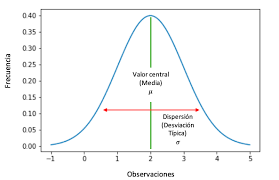 0.40
0.35
0.30
0.25
0.20
0.15
0.10
0.05
0.00
Frecuencia
Valor central
(Media)
μ
Dispersión
(Desviación
Típica)
σ
−1 0 1 2 3 4 5
Observaciones